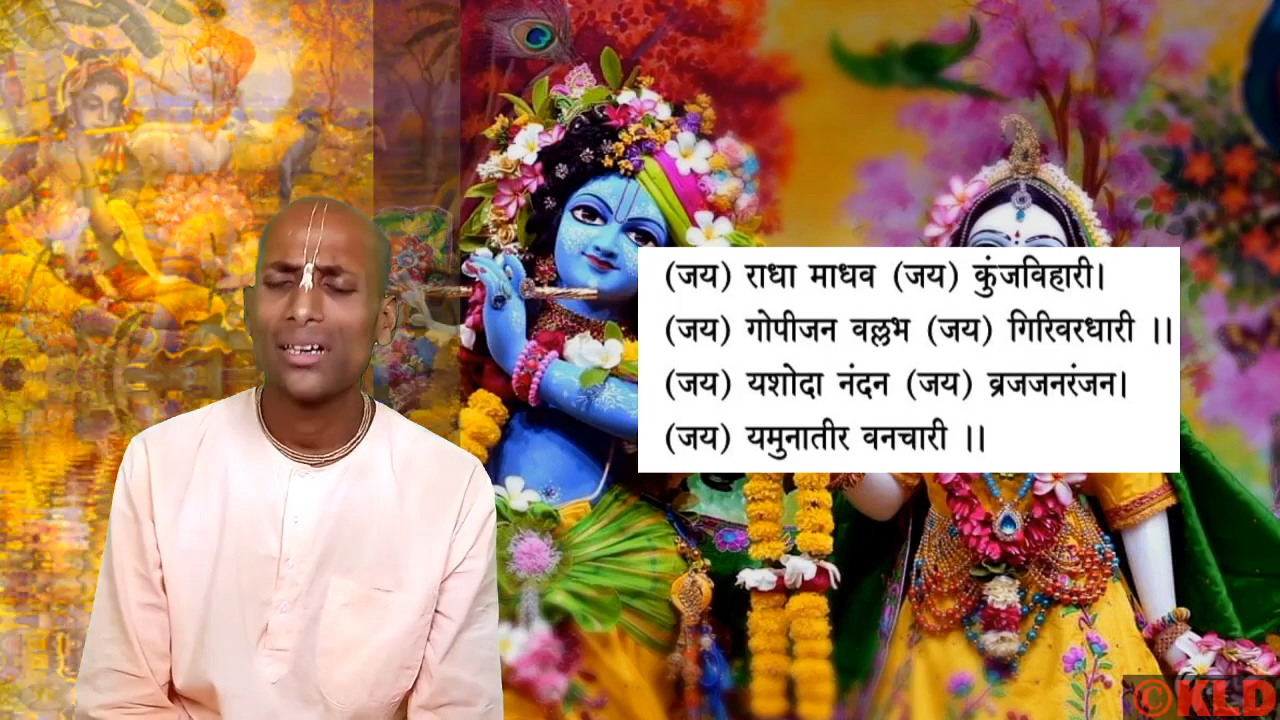 (जय) राधा माधव (जय) कुंजविहारी।
(जय) गोपीजन वल्लभ (जय) गिरिवरधारी ।।
(जय) यशोदा नंदन (जय) व्रजजनरंजन।
(जय) यमुनातीर वनचारी ।।
©KLD